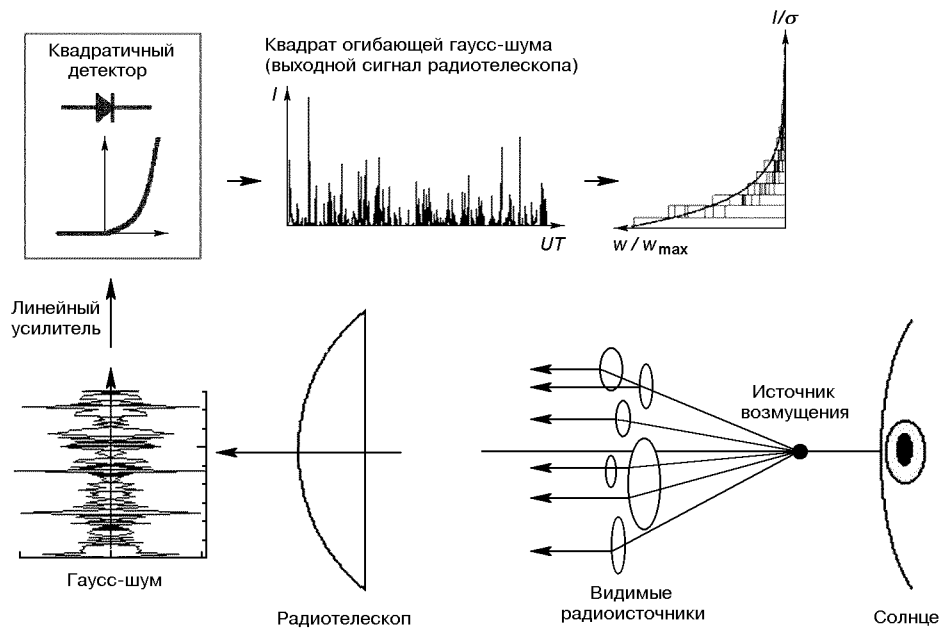 Квадратичный
детектор
Квадрат огибающей гаусс-шума
(выходной сигнал радиотелескопа)
I
UT
I/σ
w / w max
Линейный
усилитель
Гаусс-шум
Радиотелескоп
Источник
возмущения
Видимые
радиоисточники
Солнце